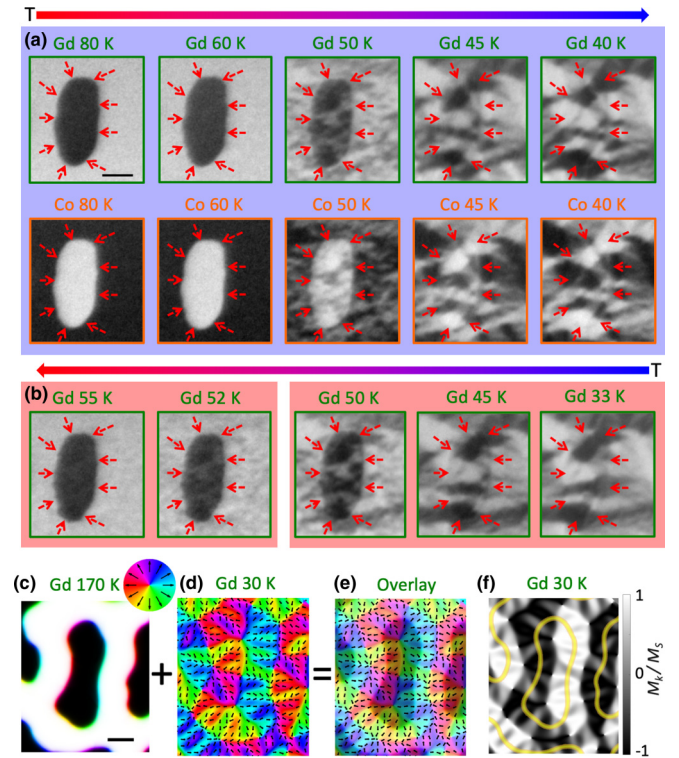 T
(a) Gd 80 K Gd 60 K Gd 50 K Gd 45 K Gd 40 K
Co 80 K Co 60 K Co 50 K Co 45 K Co 40 K
T
(b) Gd 55 K Gd 52 K Gd 50 K Gd 45 K Gd 33 K
(c) Gd 170 K (d) Gd 30 K (e) Overlay (f) Gd 30 K
+ =
1
0
-1
Mk/MS